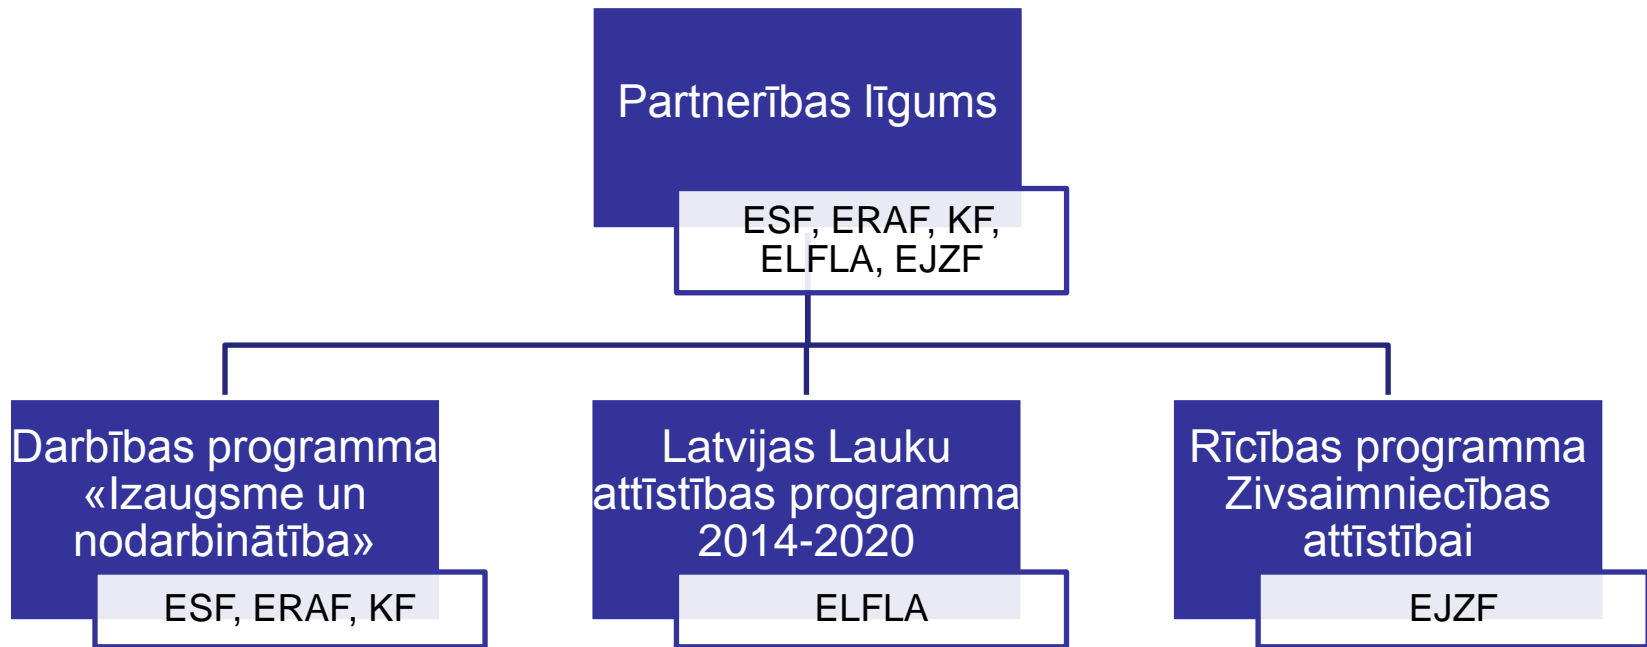 Partnerības līgums
ESF, ERAF, KF,
ELFLA, EJZF
Darbības programma
«Izaugsme un
nodarbinātība»
ESF, ERAF, KF
Latvijas Lauku
attīstības programma
2014-2020
ELFLA
Rīcības programma
Zivsaimniecības
attīstībai
EJZF